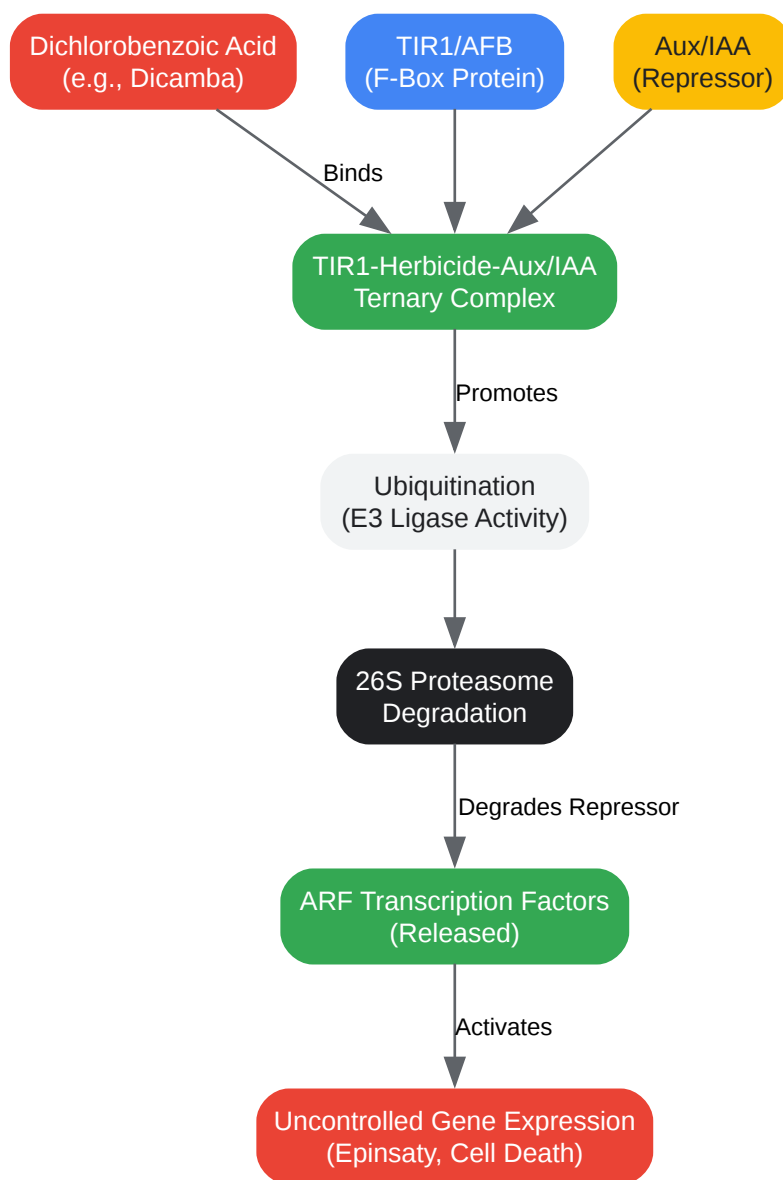 Dichlorobenzoic Acid
(e.g., Dicamba)
TIR1/AFB
(F-Box Protein)
Aux/IAA
(Repressor)
Binds
TIR1-Herbicide-Aux/IAA
Ternary Complex
Promotes
Ubiquitination
(E3 Ligase Activity)
26S Proteasome
Degradation
Degrades Repressor
ARF Transcription Factors
(Released)
Activates
Uncontrolled Gene Expression
(Epinsaty, Cell Death)